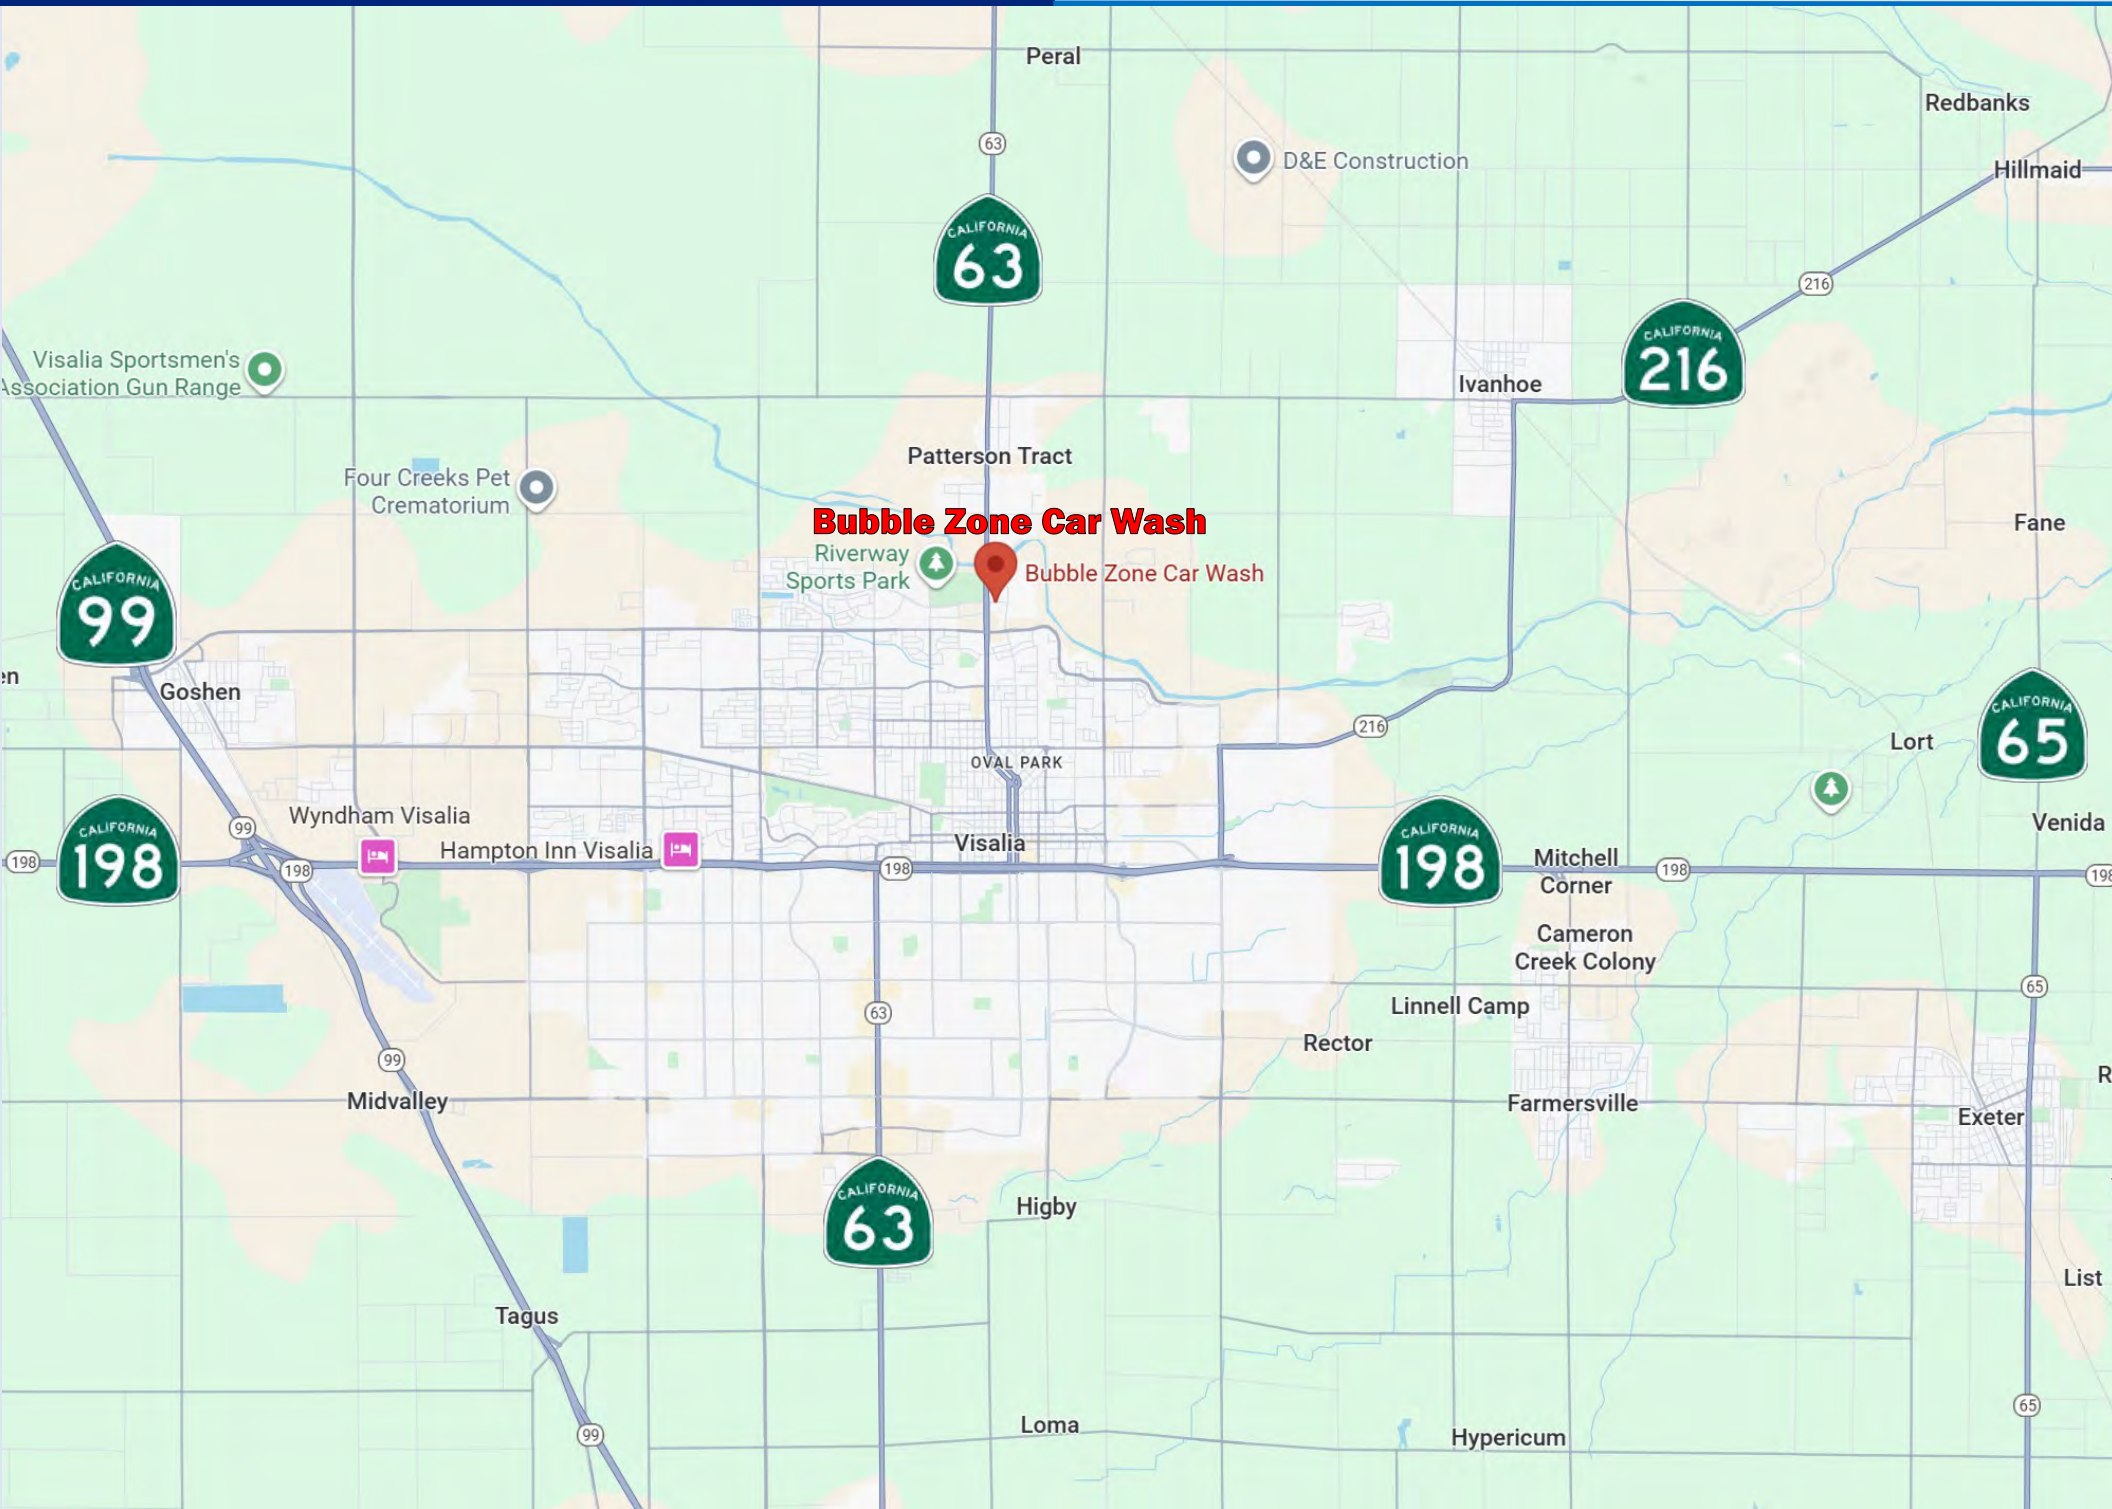 Peral
Redbanks
63
D&E Construction
Hillmaid
CALIFORNIA
63
216
CALIFORNIA
216
Visalia Sportsmen's
Association Gun Range
Ivanhoe
Patterson Tract
Four Creeks Pet
Crematorium
Bubble Zone Car Wash
Fane
Riverway
Sports Park
Bubble Zone Car Wash
CALIFORNIA
99
en
Goshen
CALIFORNIA
65
216
Lort
OVAL PARK
Wyndham Visalia
99
Venida
CALIFORNIA
198
Hampton Inn Visalia
Visalia
CALIFORNIA
198
198
198
198
Mitchell
Corner
198
198
Cameron
Creek Colony
65
Linnell Camp
63
Rector
99
R
Midvalley
Farmersville
Exeter
CALIFORNIA
63
Higby
List
Tagus
65
Loma
99
Hypericum